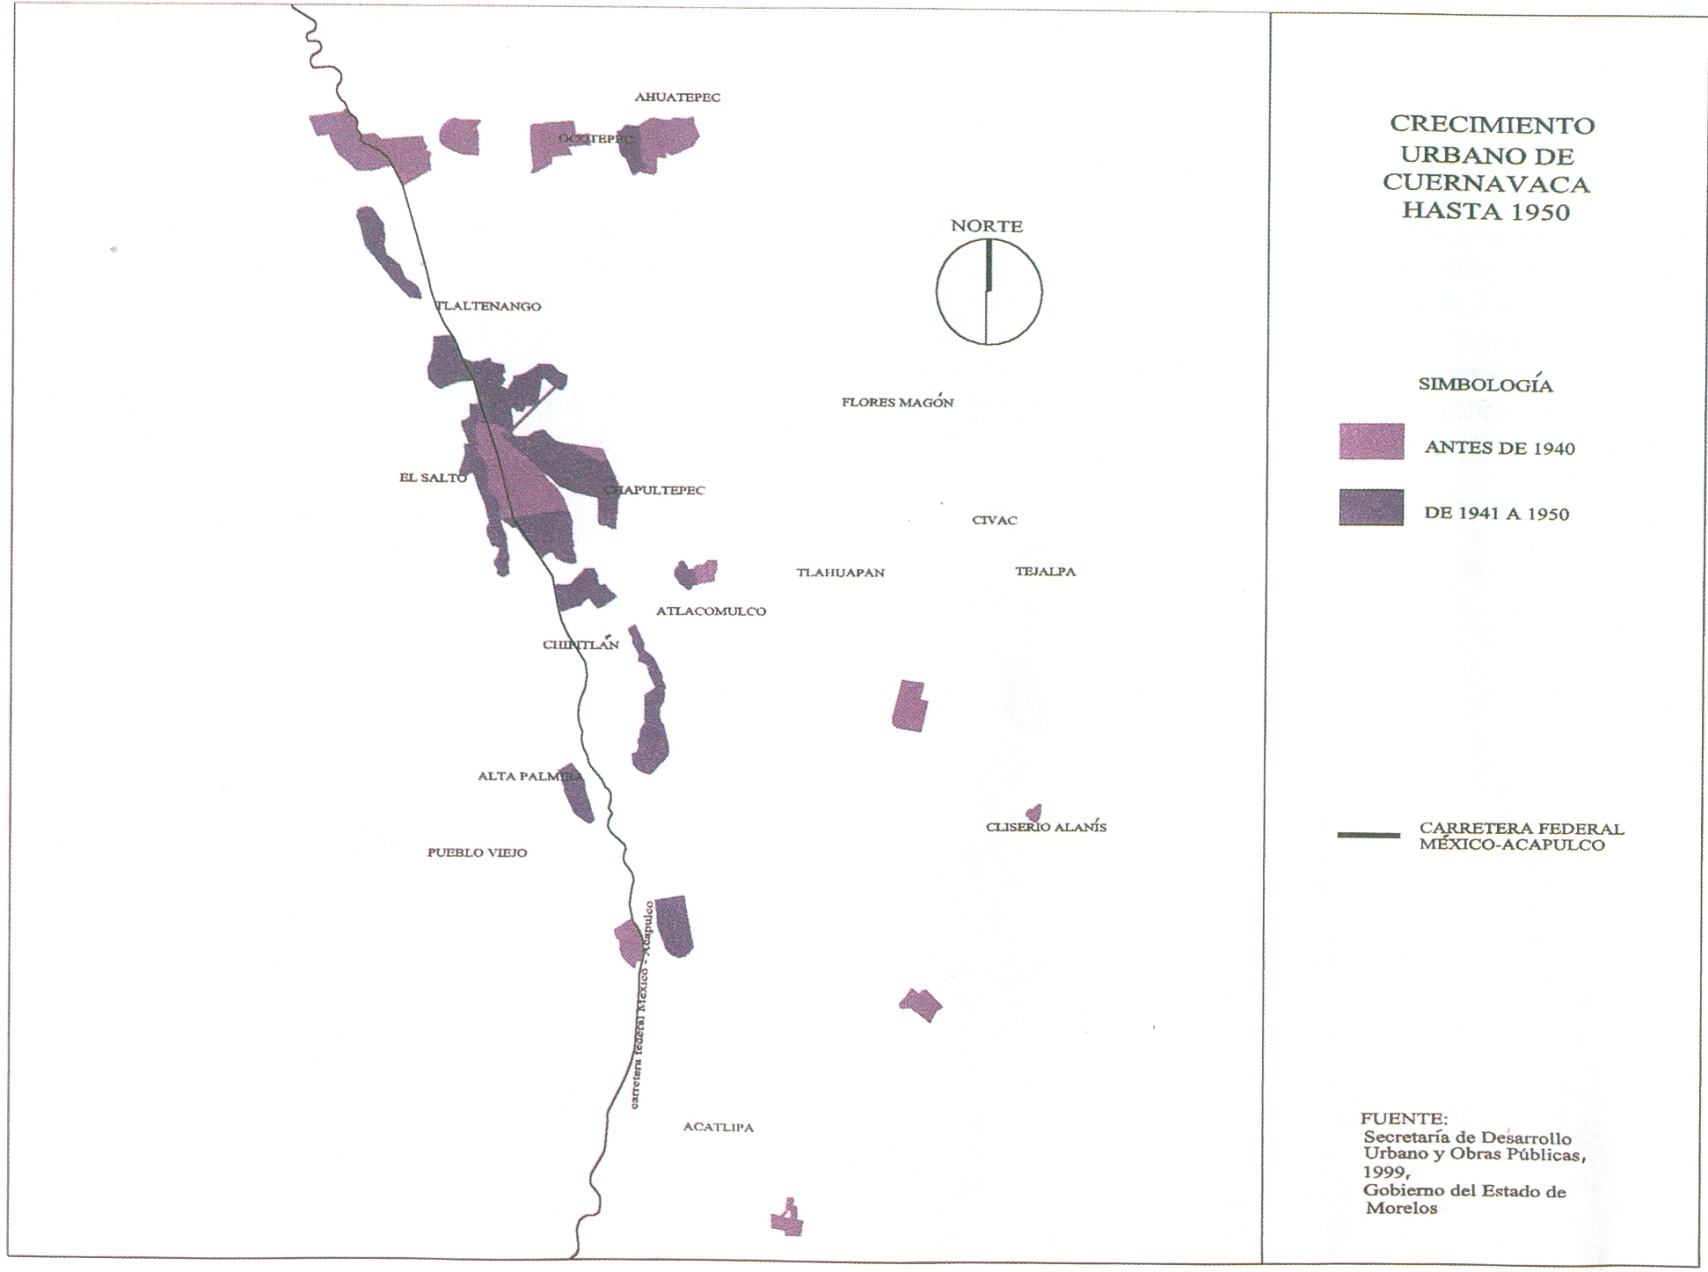 AHUATEPEC
OCOTEPEC
NORTE
TLALTENANGO
FLORES MAGÓN
EL SALTO
CHAPULTEPEC
CIVAC
TLAHUAPAN
TEJALPA
ATLACOMULCO
CHIPITLÁN
ALTA PALMIRA
CLISERIO ALANÍS
PUEBLO VIEJO
carretera federal México - Acapulco
ACATLIPA
CRECIMIENTO
URBANO DE
CUERNAVACA
HASTA 1950
SIMBOLOGÍA
ANTES DE 1940
DE 1941 A 1950
CARRETERA FEDERAL
MÉXICO-ACAPULCO
FUENTE:
Secretaría de Desarrollo
Urbano y Obras Públicas,
1999,
Gobierno del Estado de
Morelos